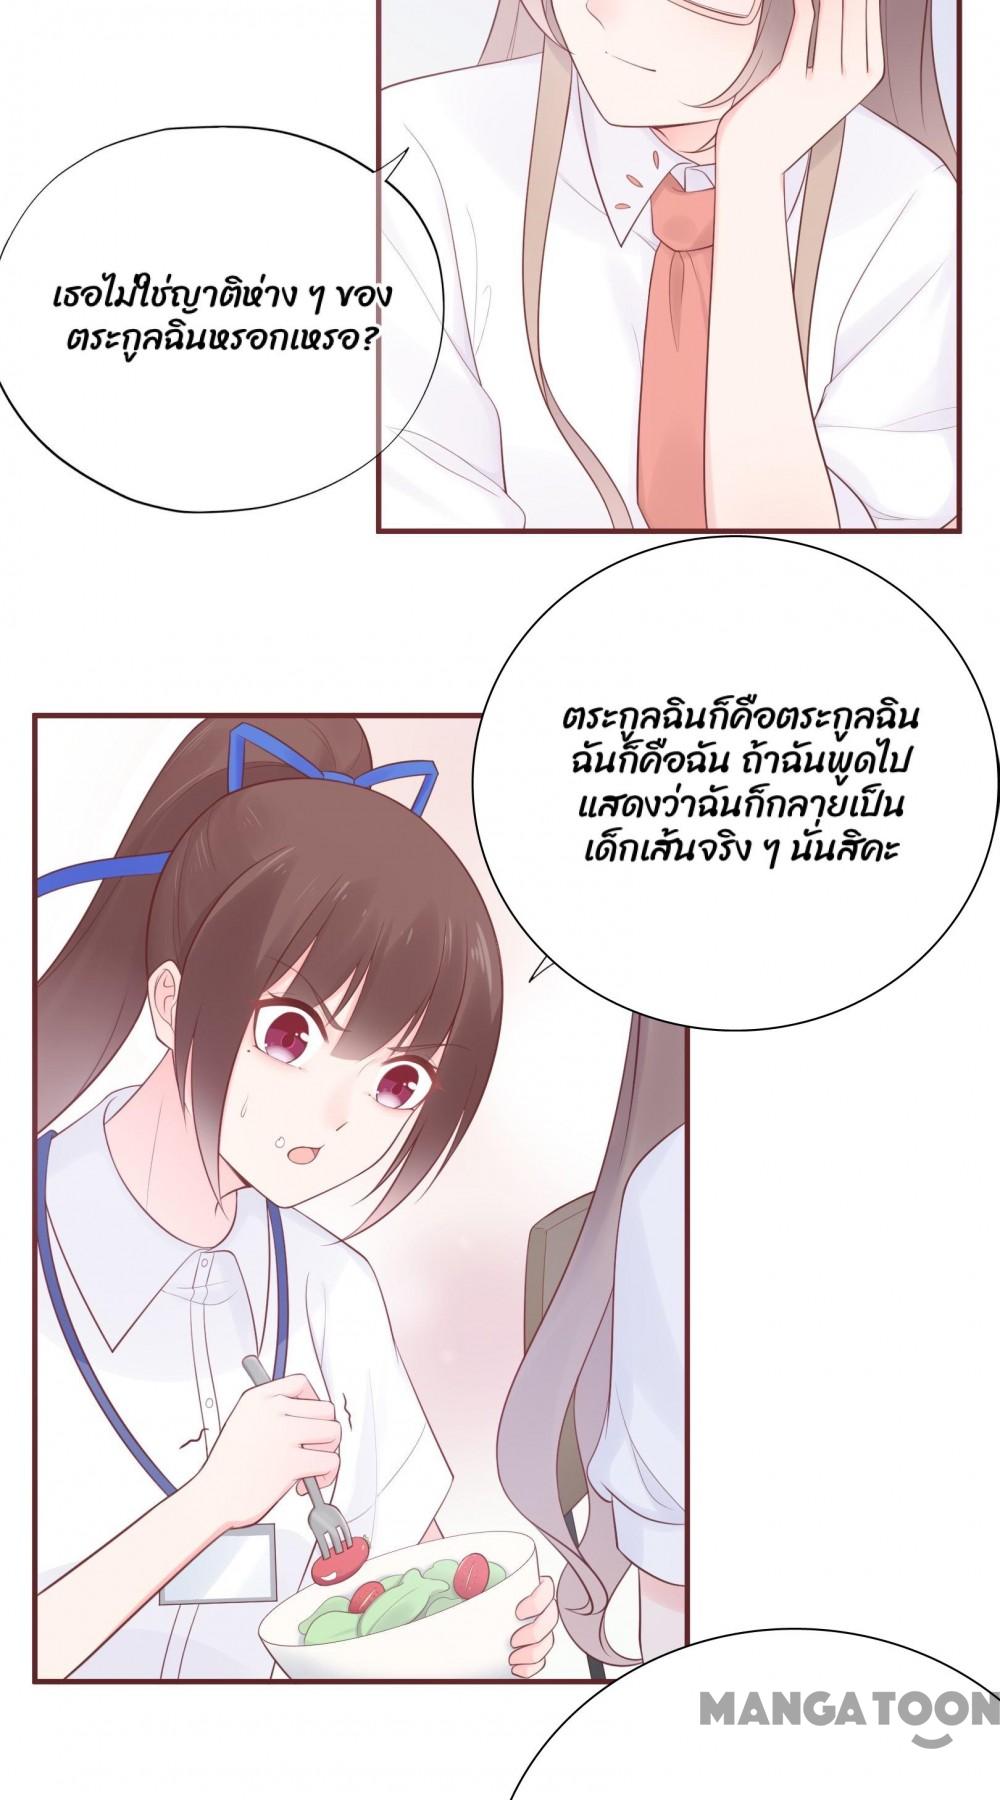 เธอไม่ใช่ญาติห่าง ๆ ของ
ตระกูลฉินหรอกเหรอ?
ตระกูลฉินก็คือตระกูลฉิน
ฉันก็คือฉัน ถ้าฉันพูดไป
แสดงว่าฉันก็กลายเป็น
เด็กเส้นจริง ๆ นั่นสิคะ
MANGATOON